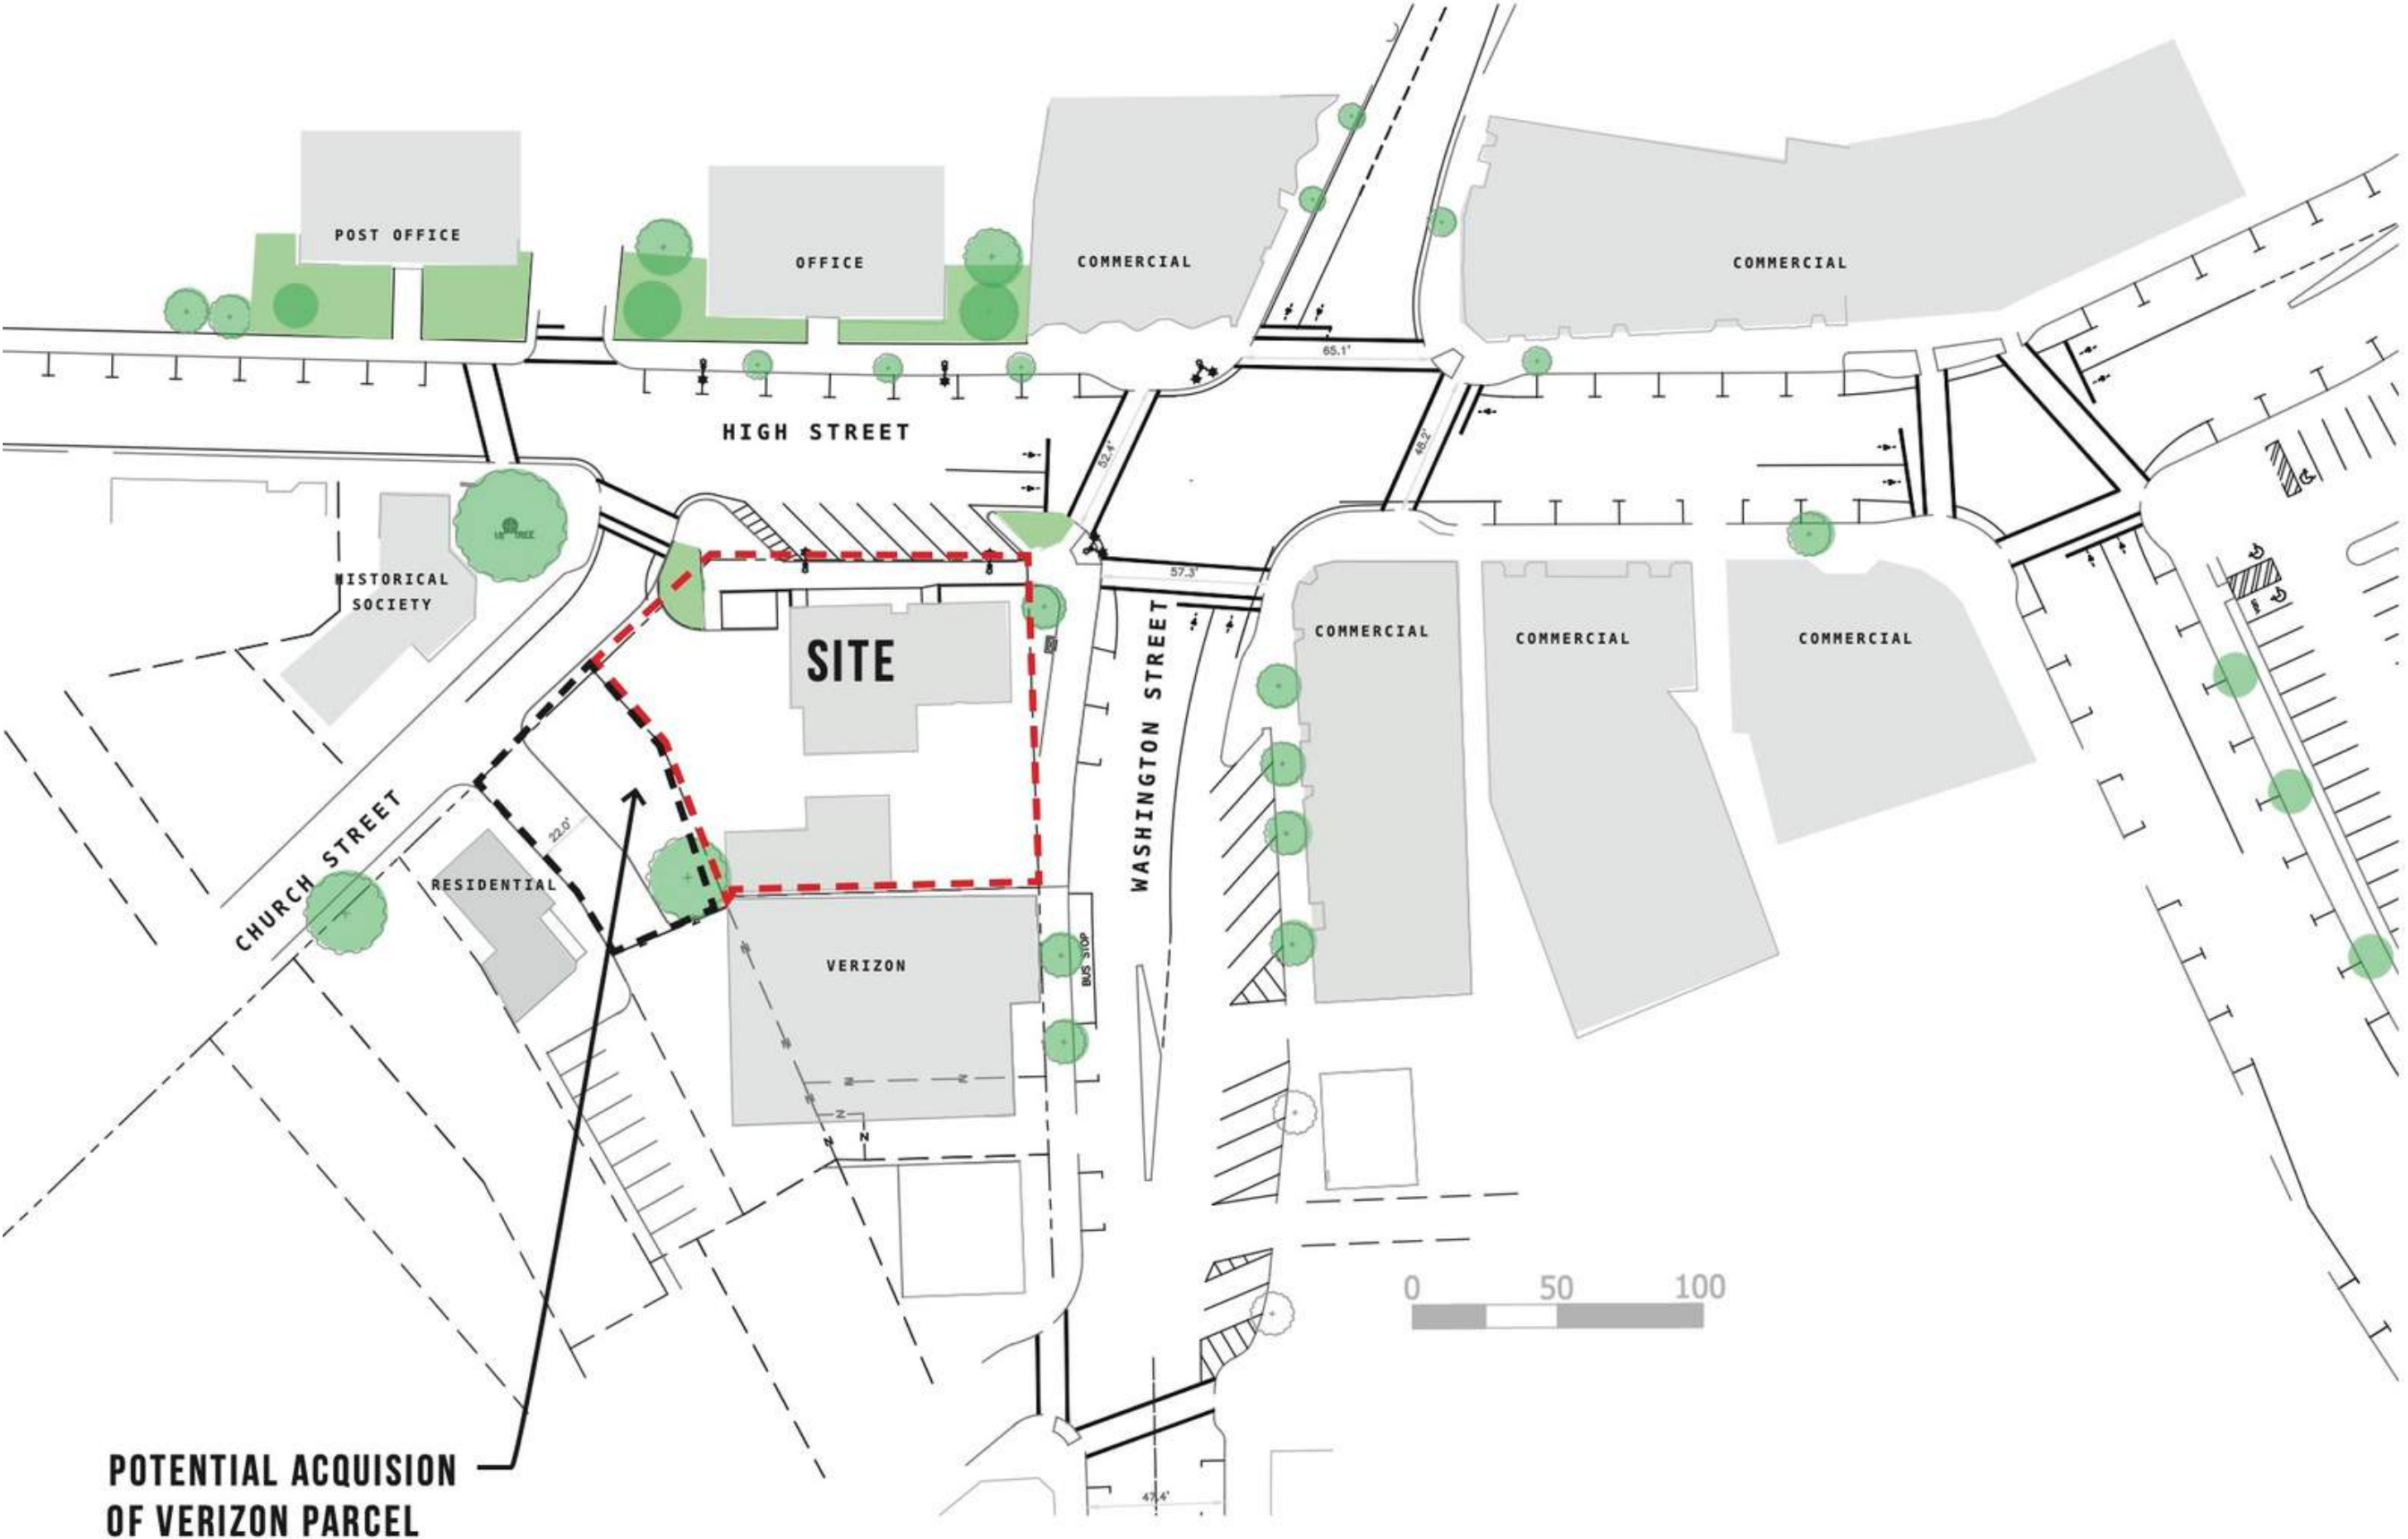 POST OFFICE
OFFICE
COMMERCIAL
COMMERCIAL
65.1'
HIGH STREET
52.4'
48.2'
HISTORICAL
SOCIETY
57.3'
SITE
COMMERCIAL
COMMERCIAL
COMMERCIAL
WASHINGTON STREET
CHURCH STREET
22.0'
RESIDENTIAL
VERIZON
BUS STOP
0 50 100
POTENTIAL ACQUISION
OF VERIZON PARCEL
47.4'